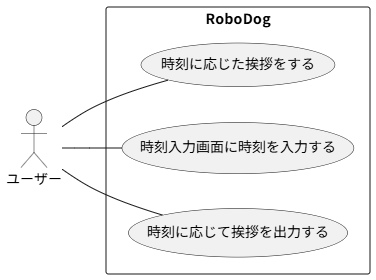 RoboDog
時刻に応じた挨拶をする
時刻入力画面に時刻を入力する
ユーザー
時刻に応じて挨拶を出力する